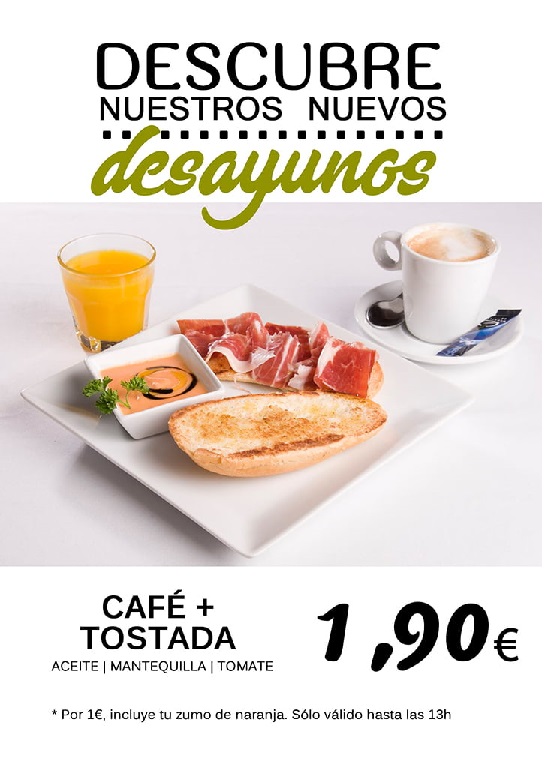 DESCUBRE
NUESTROS NUEVOS
desayunos
CAFÉ +
TOSTADA
ACEITE | MANTEQUILLA | TOMATE
1,90€
* Por 1€, incluye tu zumo de naranja. Sólo válido hasta las 13h